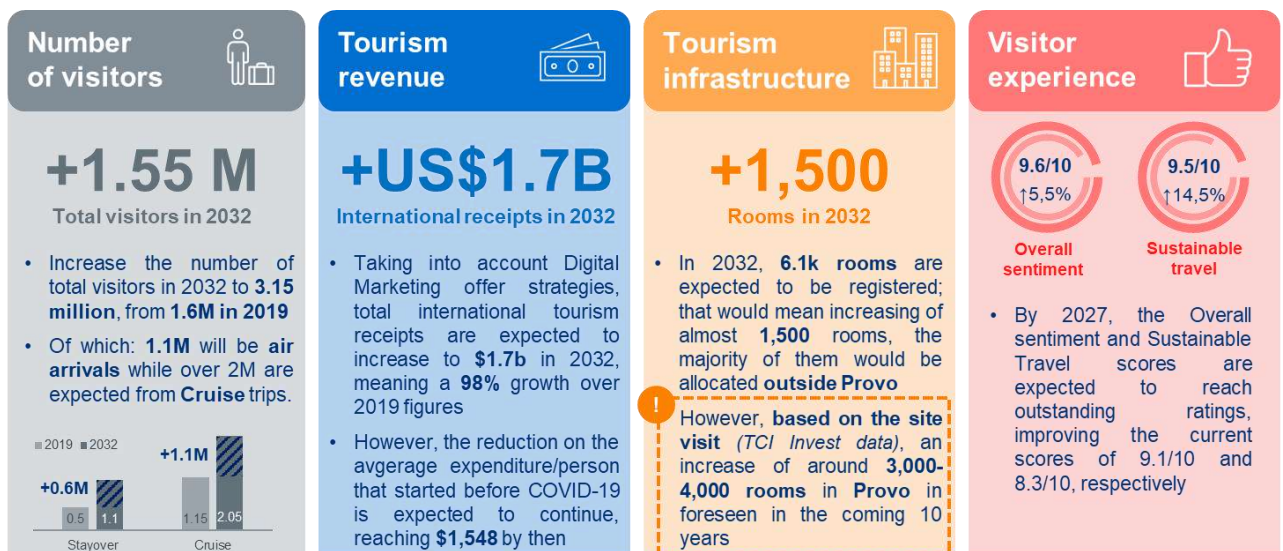 Number
of visitors
+1.55 M
Total visitors in 2032
• Increase the number of
total visitors in 2032 to 3.15
million, from 1.6M in 2019
• Of which: 1.1M will be air
arrivals while over 2M are
expected from Cruise trips.
2019 2032
+0.6M
+1.1M
0.5 1.1 1.15 2.05
Stayover Cruise
Tourism
revenue
+US$1.7B
International receipts in 2032
• Taking into account Digital
Marketing offer strategies,
total international tourism
receipts are expected to
increase to $1.7b in 2032,
meaning a 98% growth over
2019 figures
• However, the reduction on the
avgerage expenditure/person
that started before COVID-19
is expected to continue,
reaching $1,548 by then
Tourism
infrastructure
+1,500
Rooms in 2032
• In 2032, 6.1k rooms are
expected to be registered;
that would mean increasing of
almost 1,500 rooms, the
majority of them would be
allocated outside Provo
!
However, based on the site
visit (TCI Invest data), an
increase of around 3,000-
4,000 rooms in Provo in
foreseen in the coming 10
years
Visitor
experience
9.6/10
↑5,5%
Overall
sentiment
9.5/10
↑14,5%
Sustainable
travel
• By 2027, the Overall
sentiment and Sustainable
Travel scores are
expected to reach
outstanding ratings,
improving the current
scores of 9.1/10 and
8.3/10, respectively